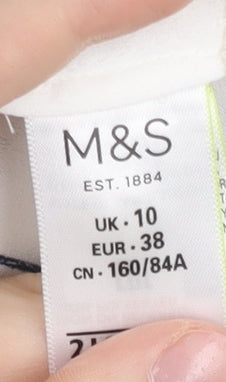 M&S
EST. 1884
UK · 10
EUR · 38
CN · 160/84A